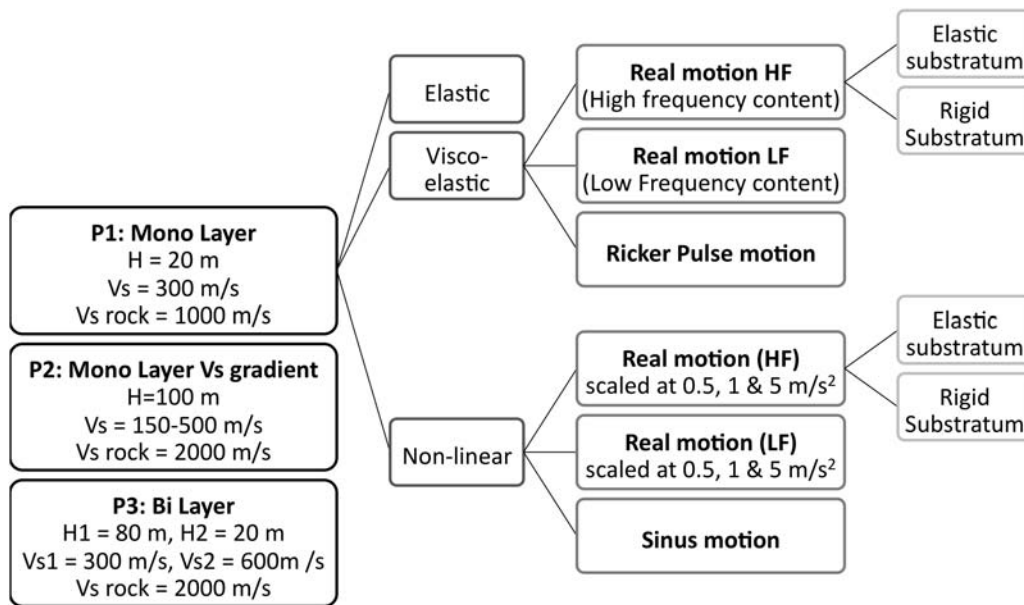 P1: Mono Layer
H = 20 m
Vs = 300 m/s
Vs rock = 1000 m/s
P2: Mono Layer Vs gradient
H=100 m
Vs = 150-500 m/s
Vs rock = 2000 m/s
P3: Bi Layer
H1 = 80 m, H2 = 20 m
Vs1 = 300 m/s, Vs2 = 600m /s
Vs rock = 2000 m/s
Elastic
Visco-
elastic
Non-linear
Real motion HF
(High frequency content)
Real motion LF
(Low Frequency content)
Ricker Pulse motion
Real motion (HF)
scaled at 0.5, 1 & 5 m/s²
Real motion (LF)
scaled at 0.5, 1 & 5 m/s²
Sinus motion
Elastic
substratum
Rigid
Substratum
Elastic
substratum
Rigid
Substratum